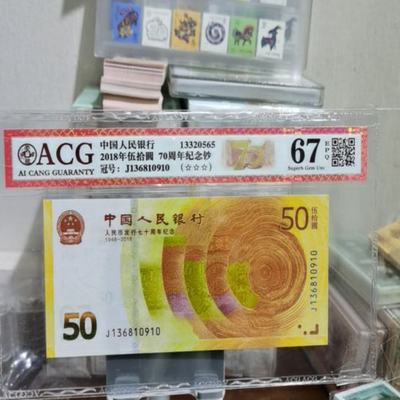 ACG
AI CANG GUARANTY
中国人民银行 13320565
2018年伍拾圆 70周年纪念钞
冠号: J136810910 (☆☆☆)
67 EPQ
Superb Gem Unc
中国人民银行
人民币发行七十周年纪念
1948-2018
50 伍拾圆
J136810910
50
J136810910
ACG ACG